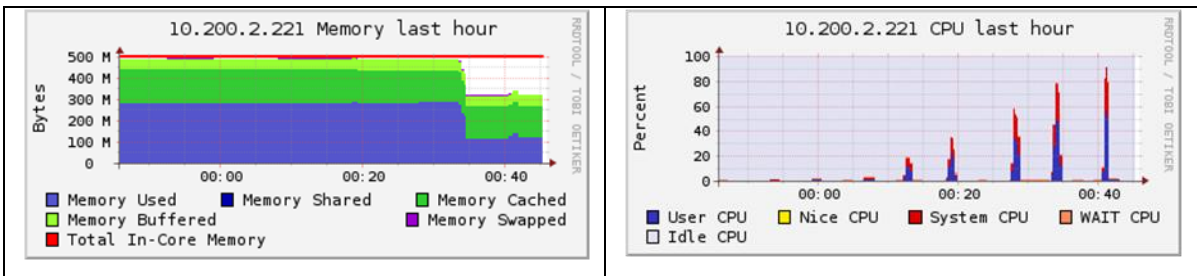 10.200.2.221 Memory last hour
RRDTOOL / TOBI OETIKER
Bytes
500 M
400 M
300 M
200 M
100 M
0
00:00 00:20 00:40
Memory Used Memory Shared Memory Cached
Memory Buffered Memory Swapped
Total In-Core Memory
10.200.2.221 CPU last hour
RRDTOOL / TOBI OETIKER
Percent
100
80
60
40
20
0
00:00 00:20 00:40
User CPU Nice CPU System CPU WAIT CPU
Idle CPU